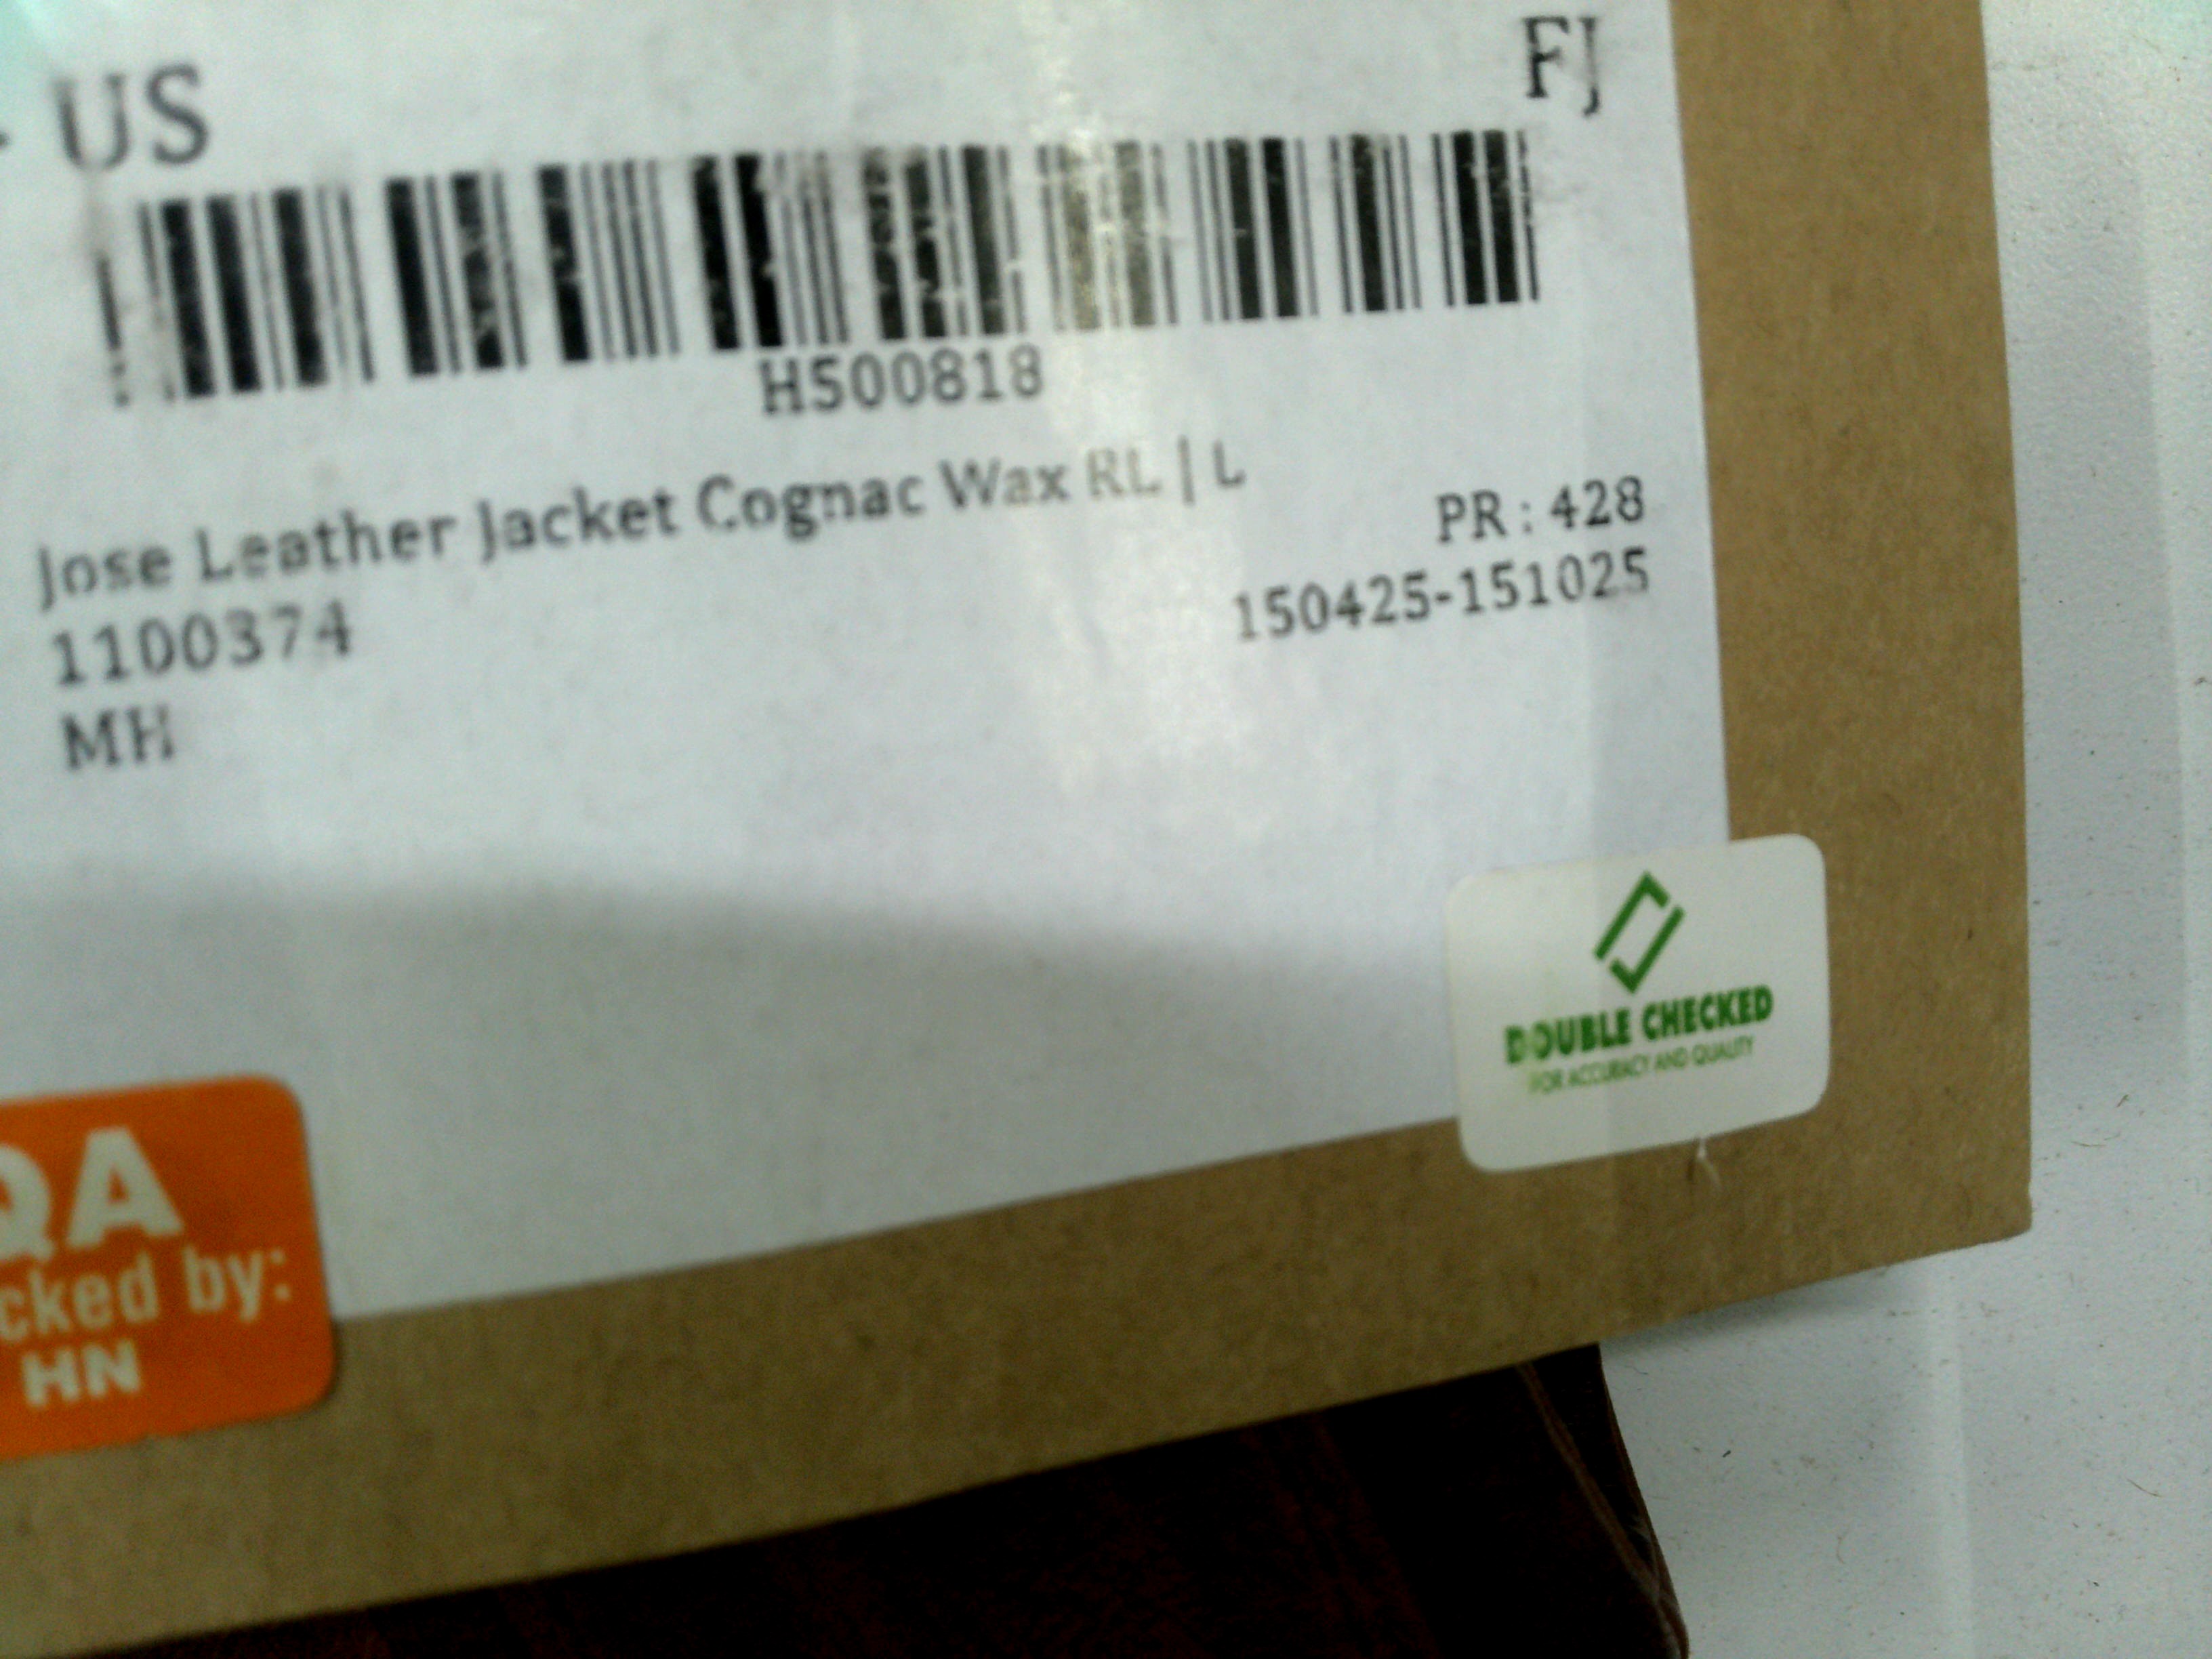 US
FJ
H500818
Jose Leather Jacket Cognac Wax RL | L
PR : 428
1100374
150425-151025
MH
DOUBLE CHECKED
FOR ACCURACY AND QUALITY
QA
cked by:
HN